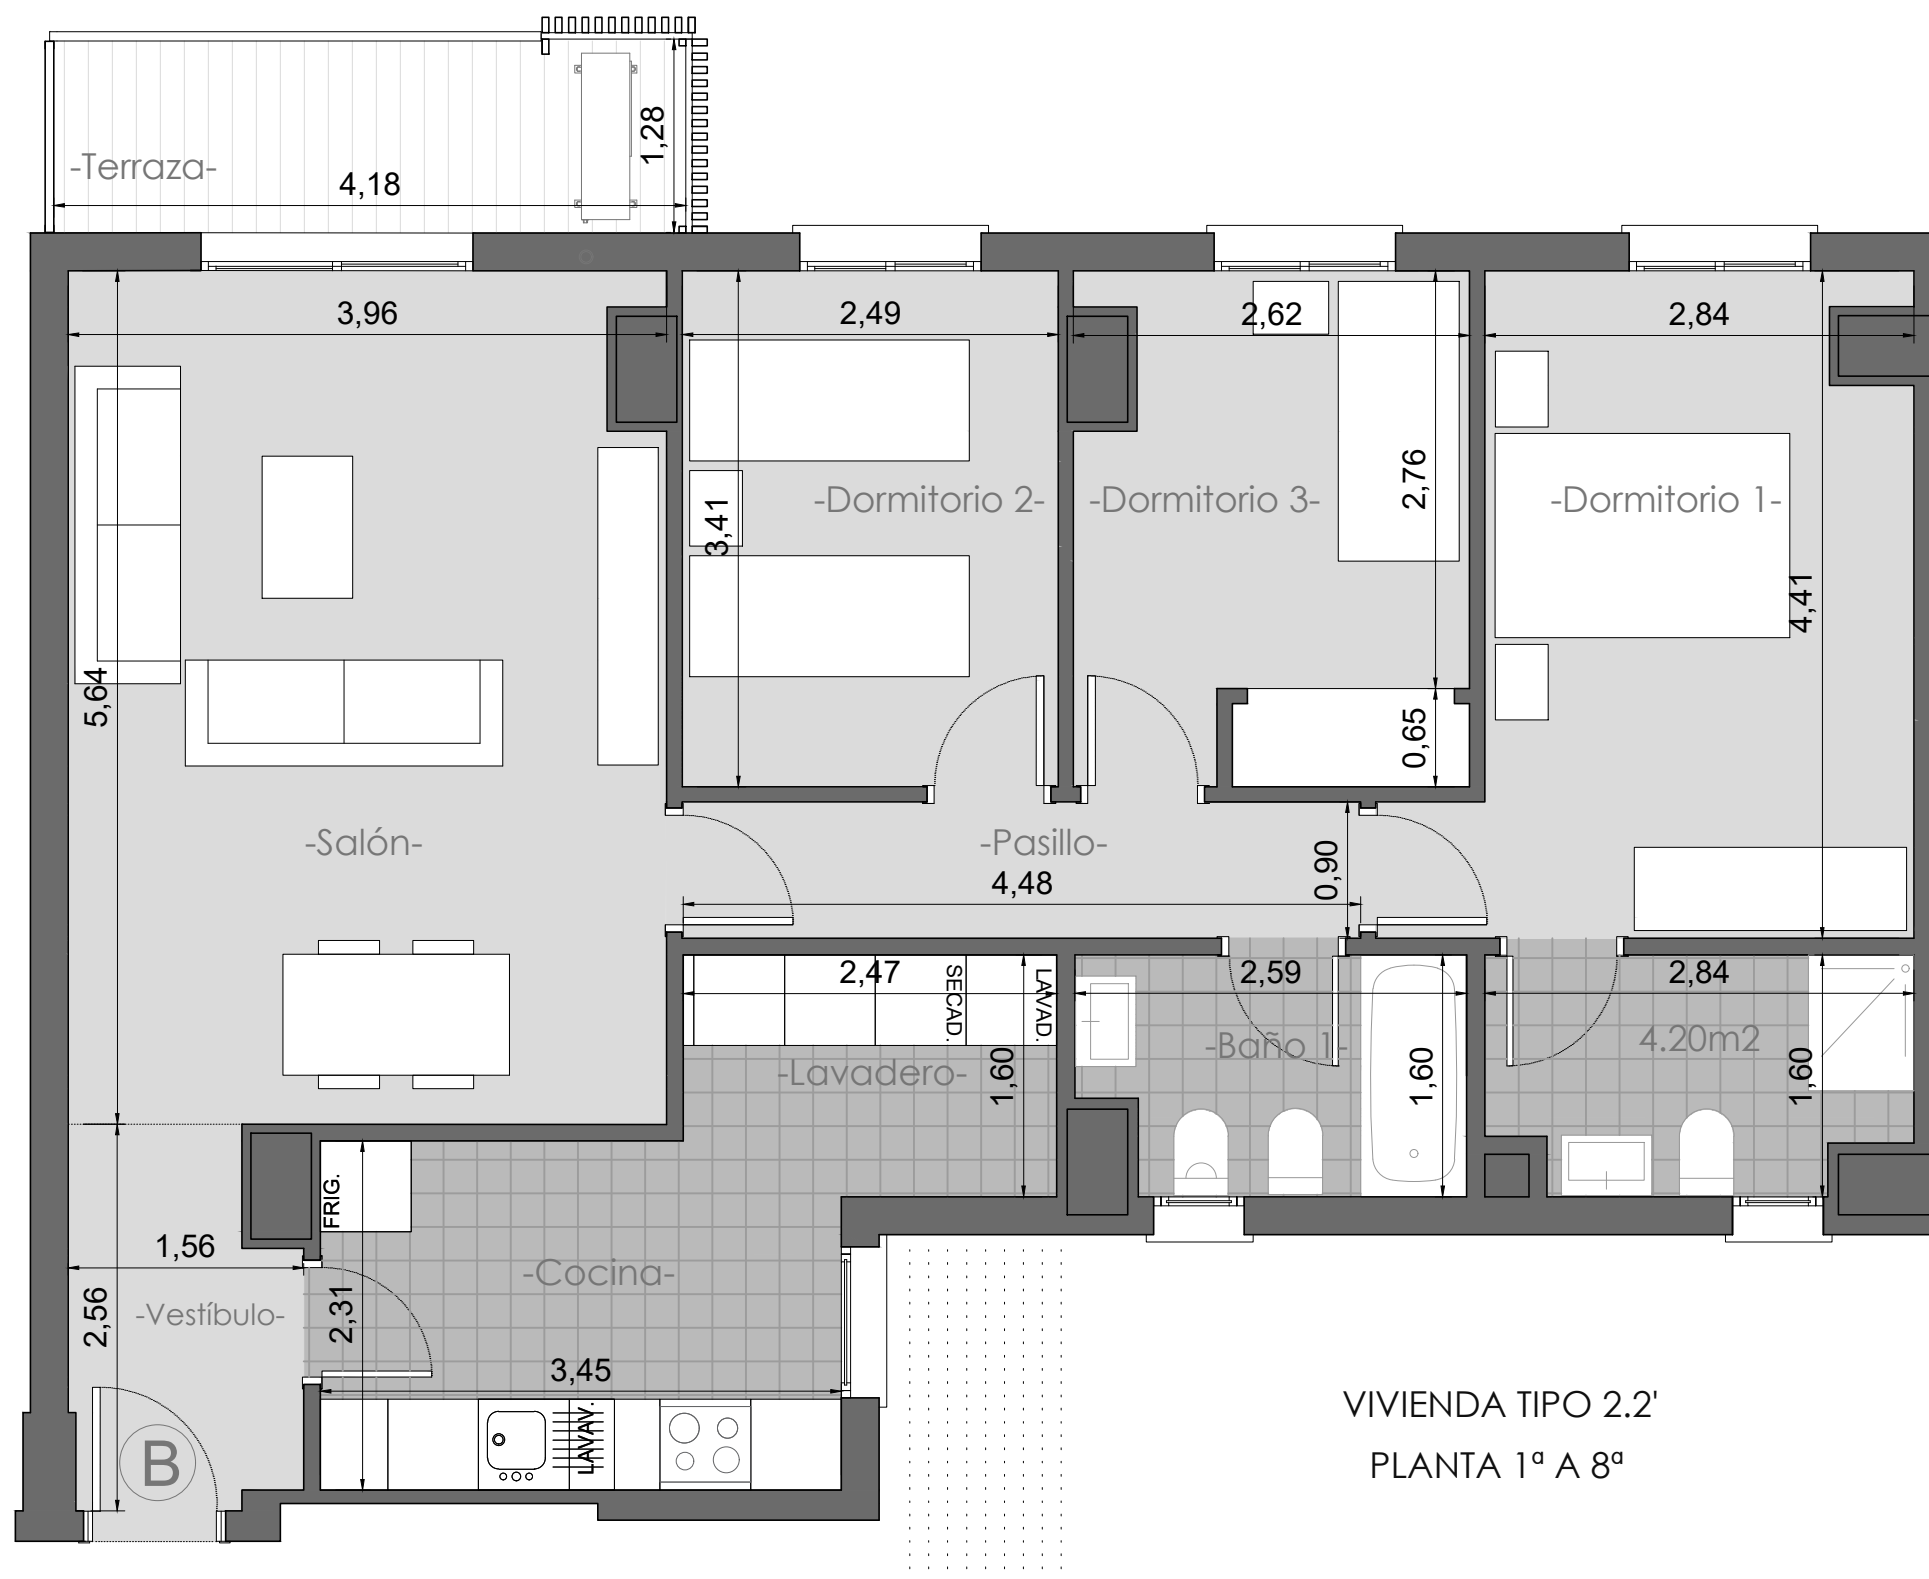 1,28
-Terraza-
4,18
3,96
2,49
2,62
2,84
2,76
-Dormitorio 2-
-Dormitorio 3-
-Dormitorio 1-
3,41
4,41
5,64
0,65
-Salón-
-Pasillo-
0,90
4,48
2,47
SECAD.
LAVAD.
2,59
2,84
-Baño 1-
4.20m2
-Lavadero-
1,60
1,60
1,60
FRIG.
1,56
-Cocina-
2,56
-Vestíbulo-
2,31
3,45
LAVAV.
B
VIVIENDA TIPO 2.2'
PLANTA 1ª A 8ª